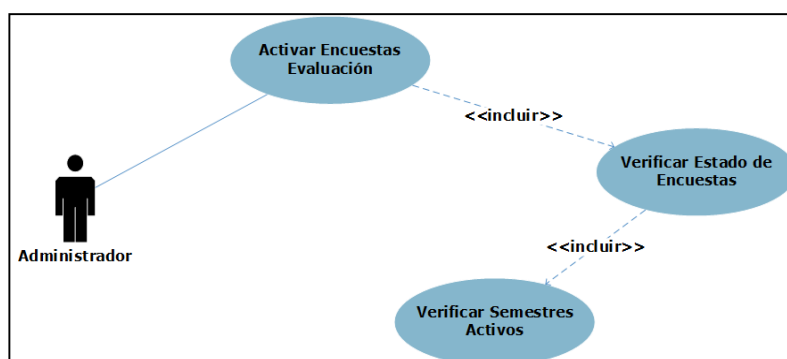 Activar Encuestas
Evaluación
<<incluir>>
Verificar Estado de
Encuestas
Administrador
<<incluir>>
Verificar Semestres
Activos